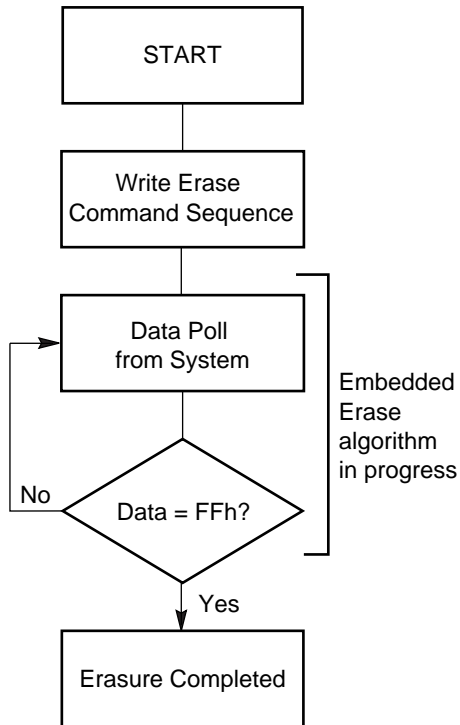 START
Write Erase
Command Sequence
Data Poll
from System
Embedded
Erase
algorithm
in progress
No
Data = FFh?
Yes
Erasure Completed